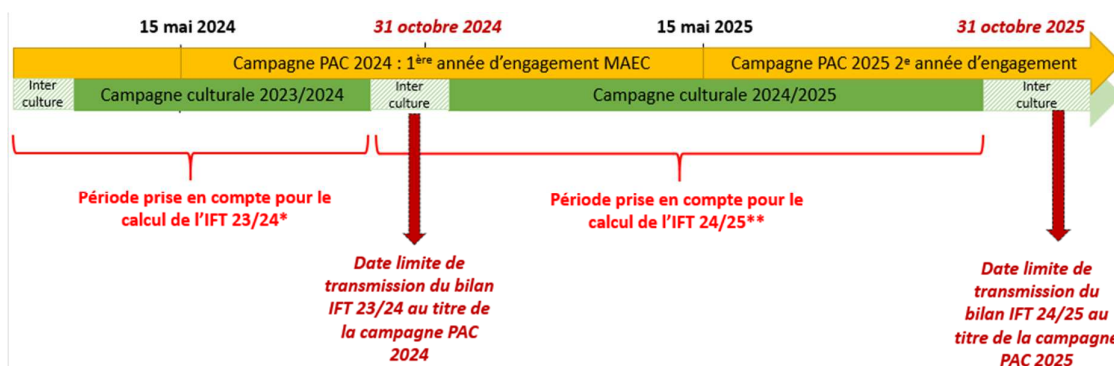 15 mai 2024
31 octobre 2024
15 mai 2025
31 octobre 2025
Campagne PAC 2024 : 1ère année d'engagement MAEC
Campagne PAC 2025 2e année d'engagement
Inter
culture
Campagne culturale 2023/2024
Inter
culture
Campagne culturale 2024/2025
Inter
culture
Période prise en compte pour le
calcul de l'IFT 23/24*
Période prise en compte pour le
calcul de l'IFT 24/25**
Date limite de
transmission du bilan
IFT 23/24 au titre de
la campagne PAC
2024
Date limite de
transmission du
bilan IFT 24/25 au
titre de la campagne
PAC 2025